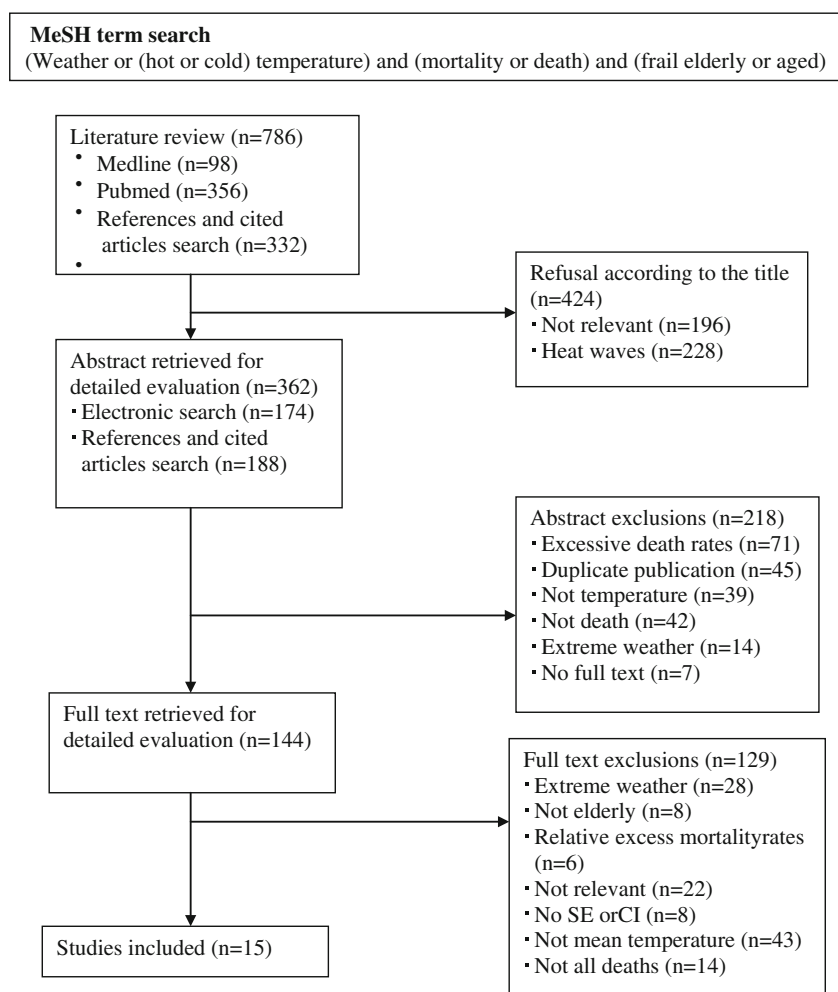 MeSH term search
(Weather or (hot or cold) temperature) and (mortality or death) and (frail elderly or aged)
Literature review (n=786)
• Medline (n=98)
• Pubmed (n=356)
• References and cited
articles search (n=332)
•
Refusal according to the title
(n=424)
▪ Not relevant (n=196)
▪ Heat waves (n=228)
Abstract retrieved for
detailed evaluation (n=362)
▪ Electronic search (n=174)
▪ References and cited
articles search (n=188)
Abstract exclusions (n=218)
▪ Excessive death rates (n=71)
▪ Duplicate publication (n=45)
▪ Not temperature (n=39)
▪ Not death (n=42)
▪ Extreme weather (n=14)
▪ No full text (n=7)
Full text retrieved for
detailed evaluation (n=144)
Full text exclusions (n=129)
▪ Extreme weather (n=28)
▪ Not elderly (n=8)
▪ Relative excess mortalityrates
(n=6)
▪ Not relevant (n=22)
▪ No SE orCI (n=8)
▪ Not mean temperature (n=43)
▪ Not all deaths (n=14)
Studies included (n=15)